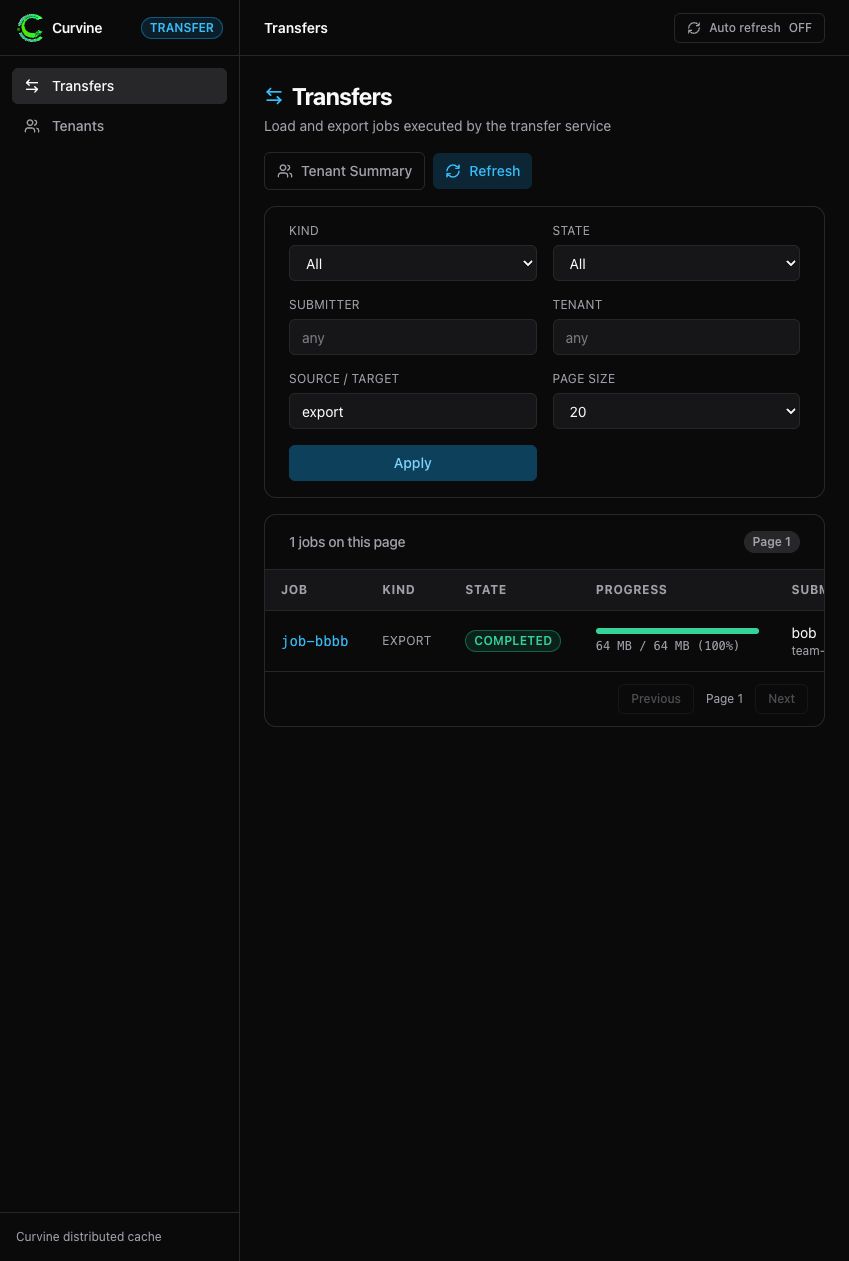 Curvine
TRANSFER
Transfers
Auto refresh OFF
Transfers
Tenants
Transfers
Load and export jobs executed by the transfer service
Tenant Summary
Refresh
KIND
STATE
All
All
SUBMITTER
TENANT
any
any
SOURCE / TARGET
PAGE SIZE
export
20
Apply
1 jobs on this page
Page 1
JOB KIND STATE PROGRESS SUBM
job-bbbb EXPORT COMPLETED bob
64 MB / 64 MB (100%) team-
Previous Page 1 Next
Curvine distributed cache